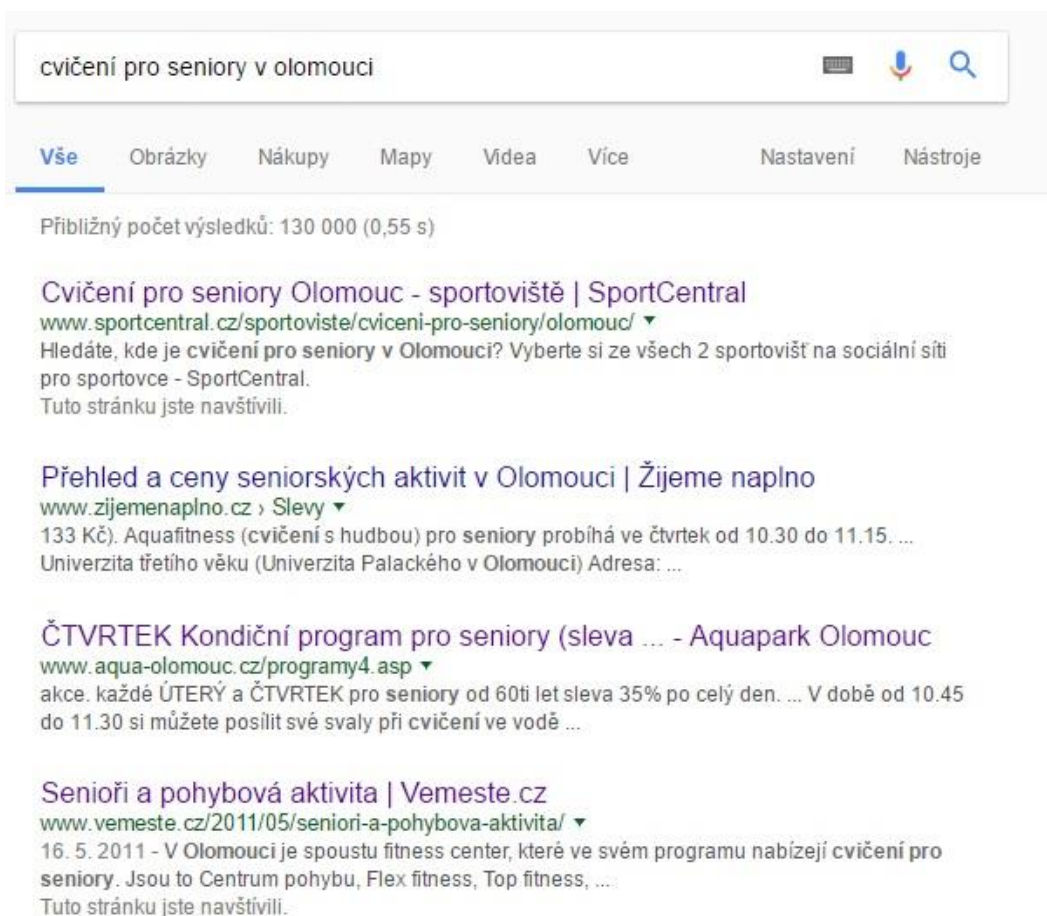 cvičení pro seniory v olomouci
Vše Obrázky Nákupy Mapy Videa Více Nastavení Nástroje
Přibližný počet výsledků: 130 000 (0,55 s)
Cvičení pro seniory Olomouc - sportoviště | SportCentral
www.sportcentral.cz/sportoviste/cviceni-pro-seniory/olomouc/
Hledáte, kde je cvičení pro seniory v Olomouci? Vyberte si ze všech 2 sportovišť na sociální síti
pro sportovce - SportCentral.
Tuto stránku jste navštívili.
Přehled a ceny seniorských aktivit v Olomouci | Žijeme naplno
www.zijemenaplno.cz › Slevy
133 Kč). Aquafitness (cvičení s hudbou) pro seniory probíhá ve čtvrtek od 10.30 do 11.15. ...
Univerzita třetího věku (Univerzita Palackého v Olomouci) Adresa: ...
ČTVRTEK Kondiční program pro seniory (sleva ... - Aquapark Olomouc
www.aqua-olomouc.cz/programy4.asp
akce. každé ÚTERÝ a ČTVRTEK pro seniory od 60ti let sleva 35% po celý den. ... V době od 10.45
do 11.30 si můžete posílit své svaly při cvičení ve vodě ...
Senioři a pohybová aktivita | Vemeste.cz
www.vemeste.cz/2011/05/seniori-a-pohybova-aktivita/
16. 5. 2011 - V Olomouci je spoustu fitness center, které ve svém programu nabízejí cvičení pro
seniory. Jsou to Centrum pohybu, Flex fitness, Top fitness, ...
Tuto stránku jste navštívili.